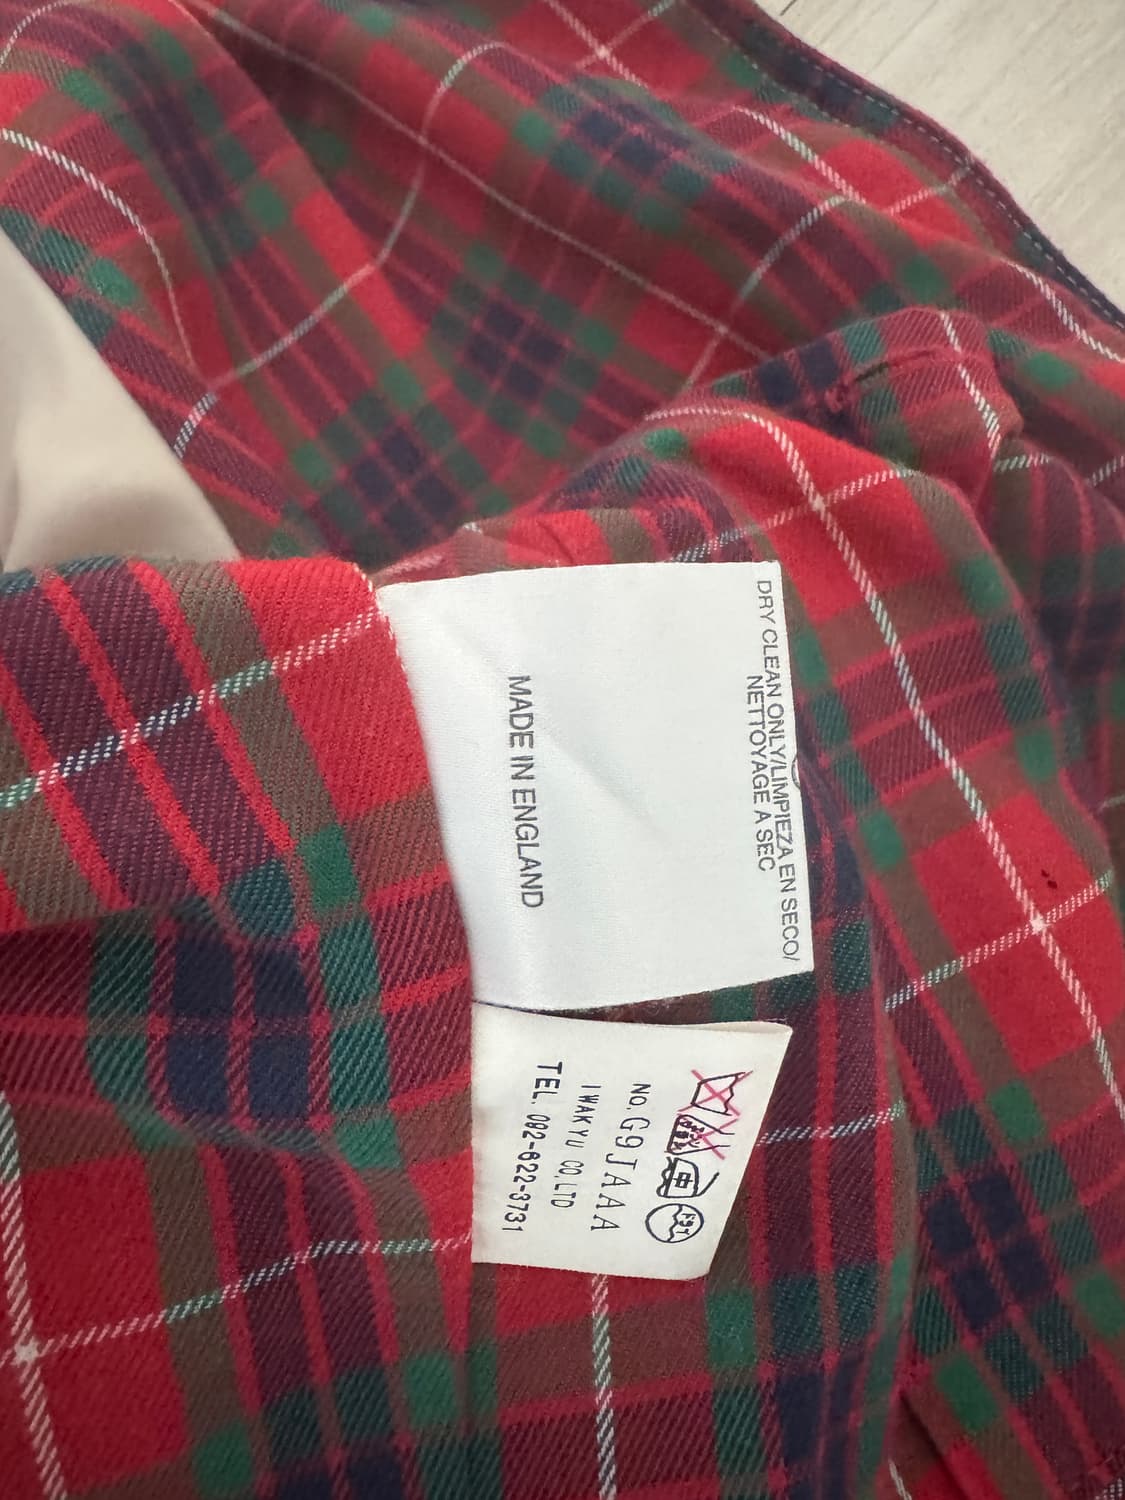 DRY CLEAN ONLY/LIMPIEZA EN SECO/
NETTOYAGE A SEC
MADE IN ENGLAND
No. G9JAAA
IWAKYU CO,LTD
TEL. 092-622-3731